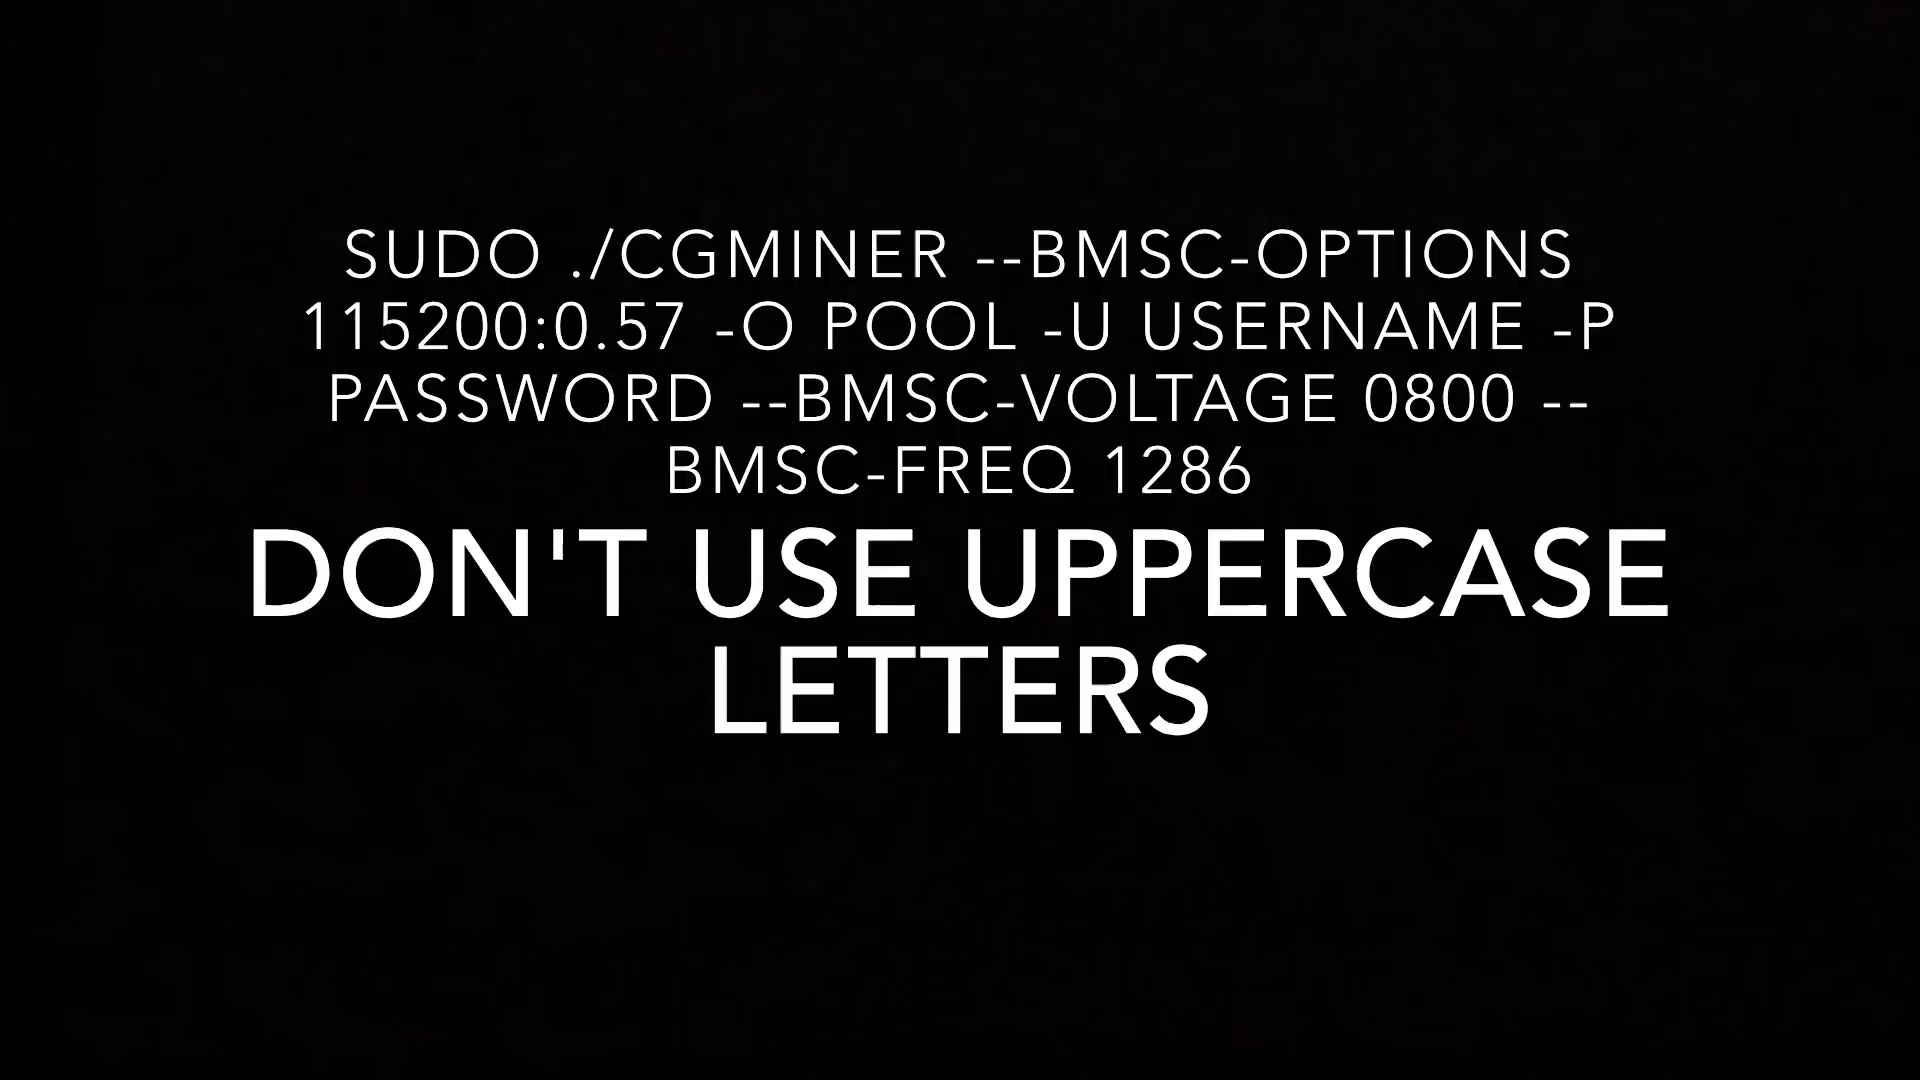 SUDO ./CGMINER --BMSC-OPTIONS
115200:0.57 -O POOL -U USERNAME -P
PASSWORD --BMSC-VOLTAGE 0800 --
BMSC-FREQ 1286
DON'T USE UPPERCASE
LETTERS